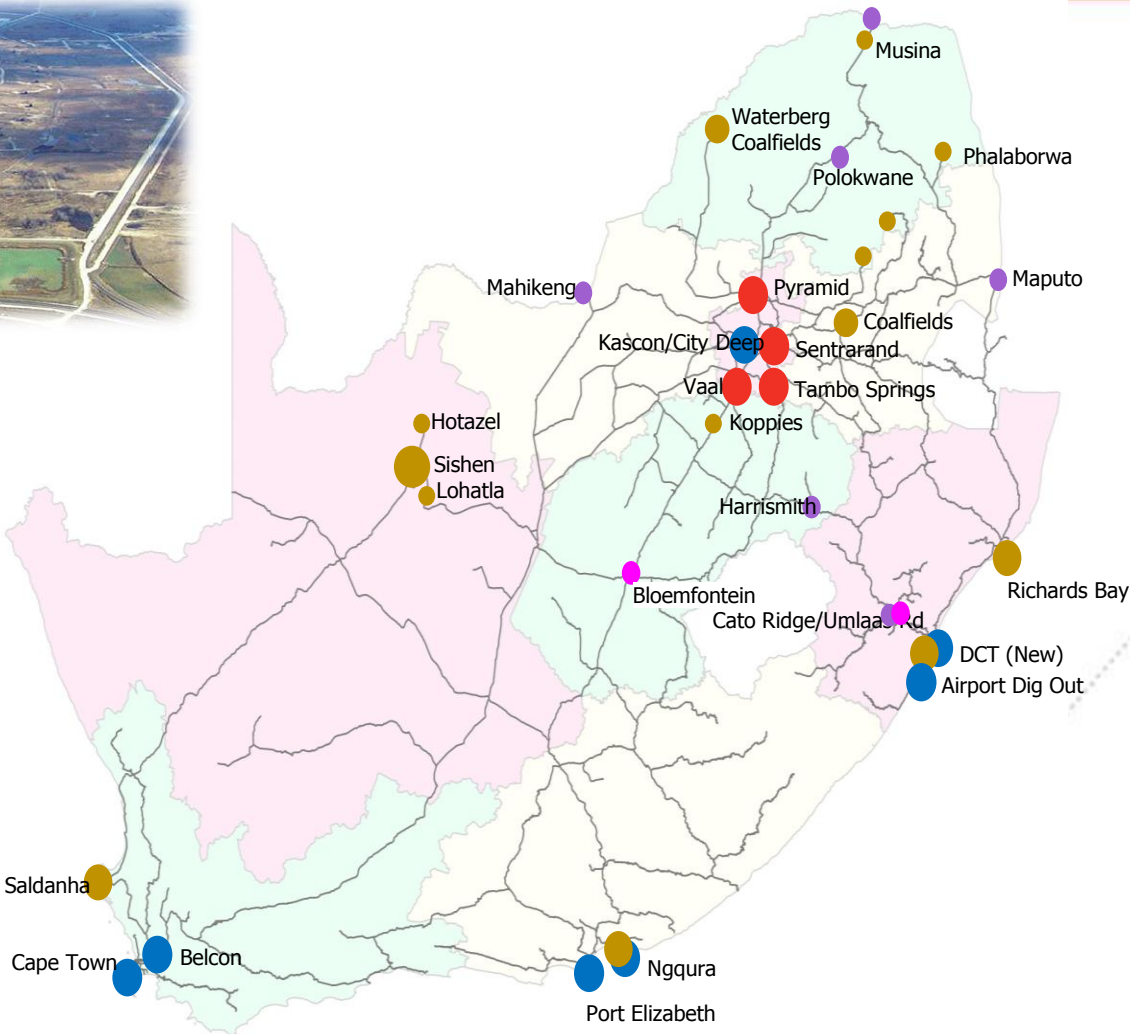 Musina
Waterberg
Coalfields
Phalaborwa
Polokwane
Maputo
Mahikeng
Pyramid
Coalfields
Kascon/City Deep
Sentrarand
Vaal
Tambo Springs
Koppies
Hotazel
Sishen
Lohatla
Harrismith
Richards Bay
Bloemfontein
Cato Ridge/Umlaas Rd
DCT (New)
Airport Dig Out
Saldanha
Belcon
Cape Town
Ngqura
Port Elizabeth